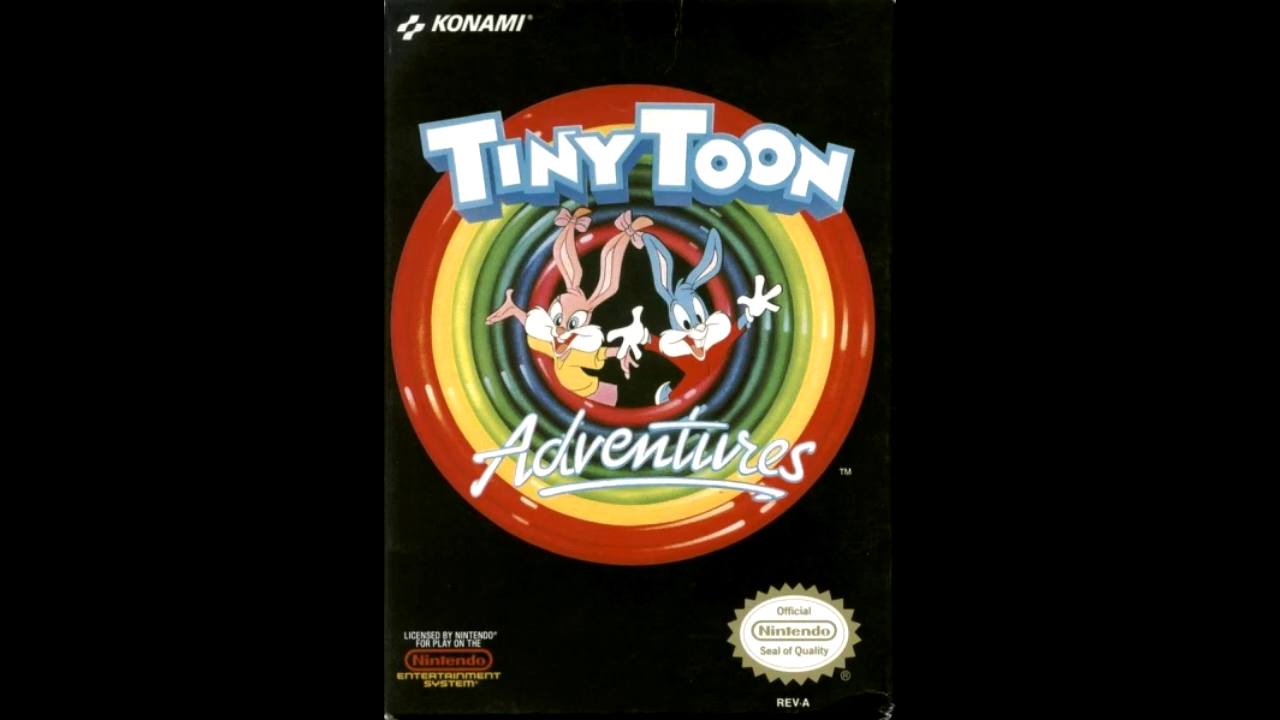 KONAMI®
TINY TOON
Adventures
TM
Official
Nintendo
Seal of Quality
®
LICENSED BY NINTENDO®
FOR PLAY ON THE
Nintendo
ENTERTAINMENT
SYSTEM®
REV-A